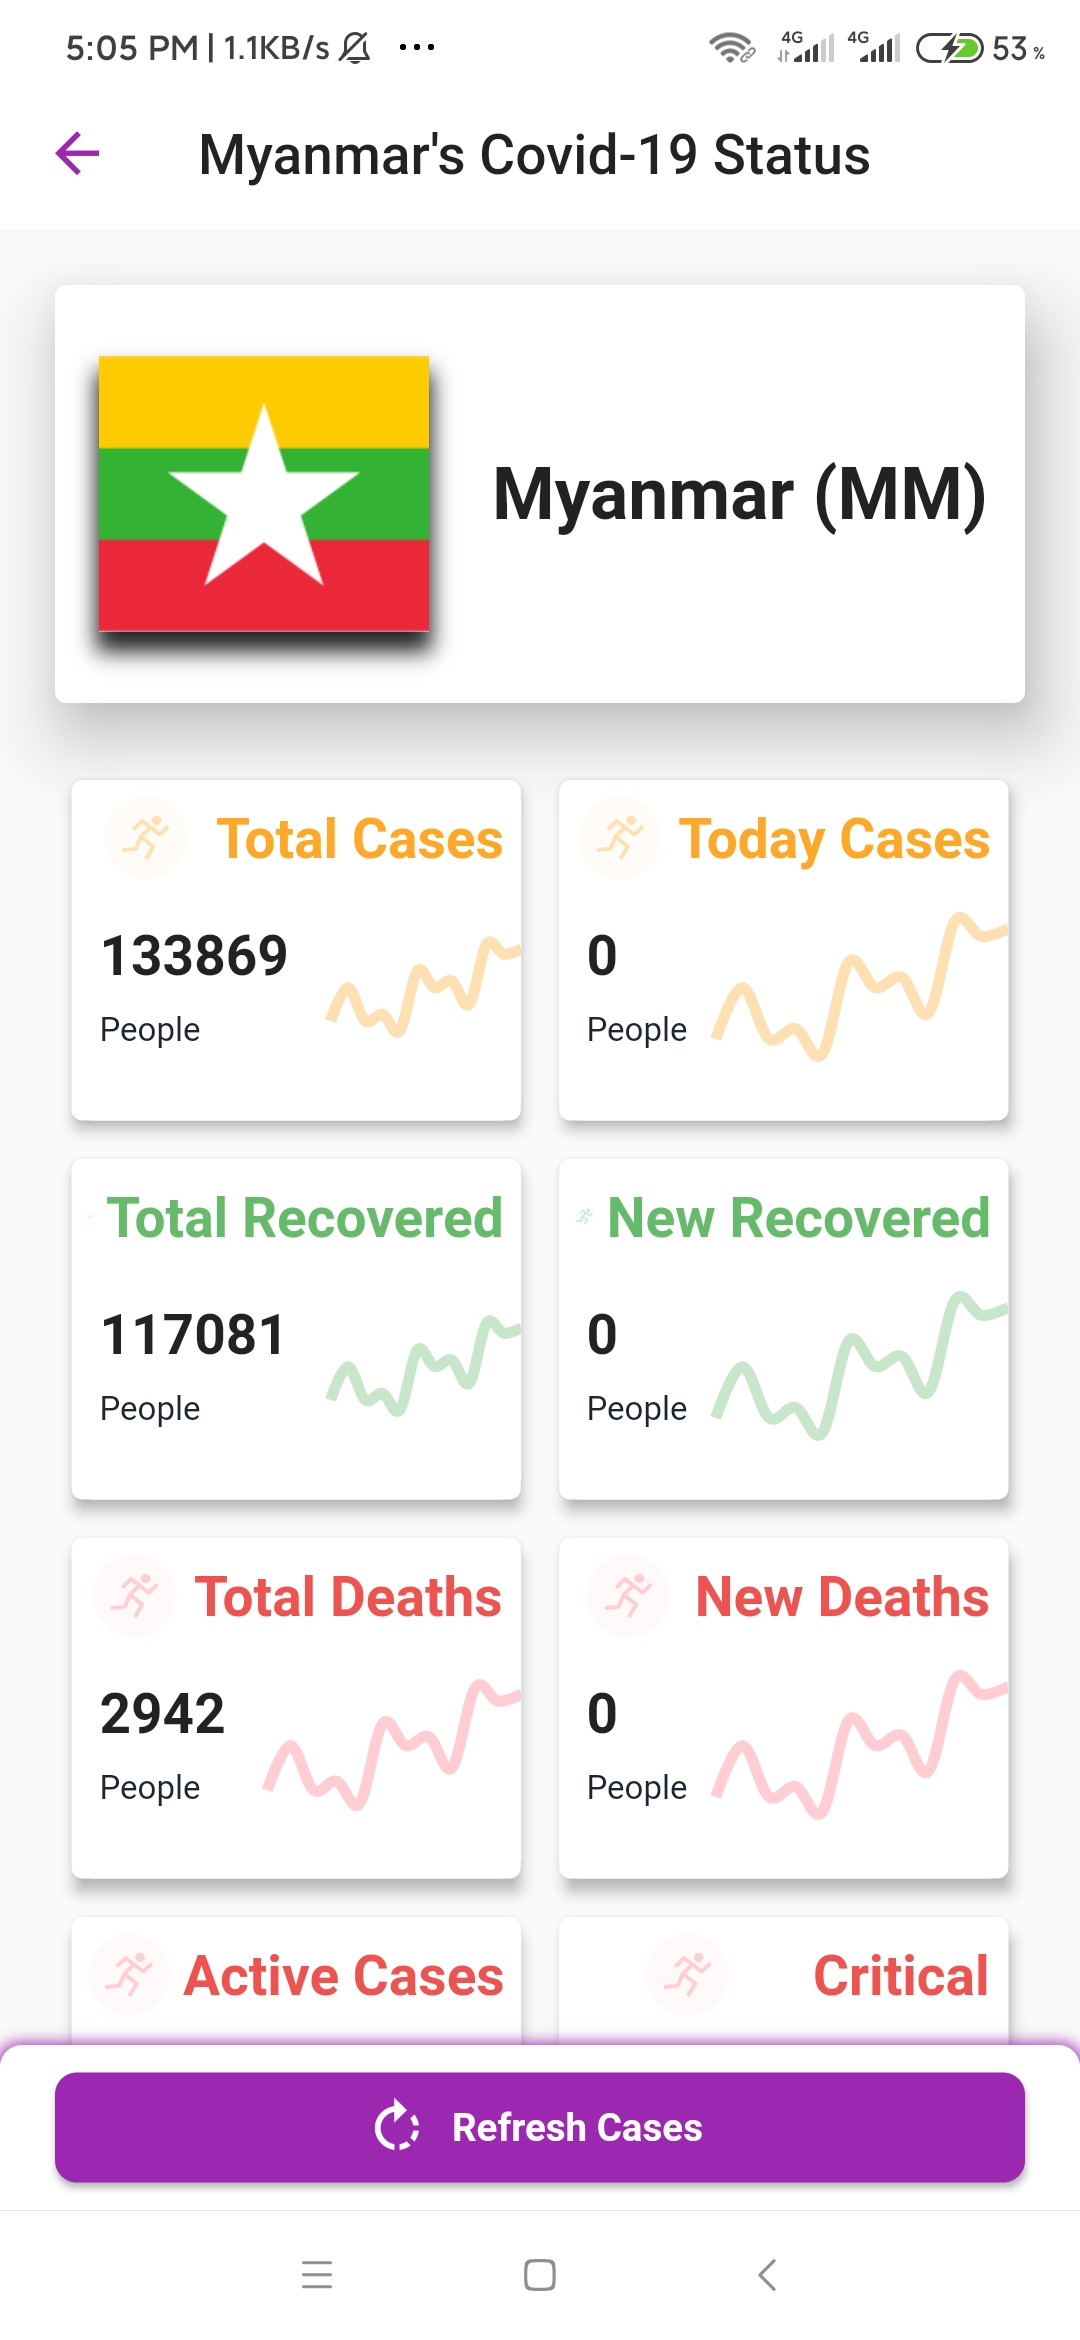 5:05 PM | 1.1KB/s ...
4G 4G 53 %
Myanmar's Covid-19 Status
Myanmar (MM)
Total Cases
133869
People
Today Cases
0
People
Total Recovered
117081
People
New Recovered
0
People
Total Deaths
2942
People
New Deaths
0
People
Active Cases
Critical
Refresh Cases